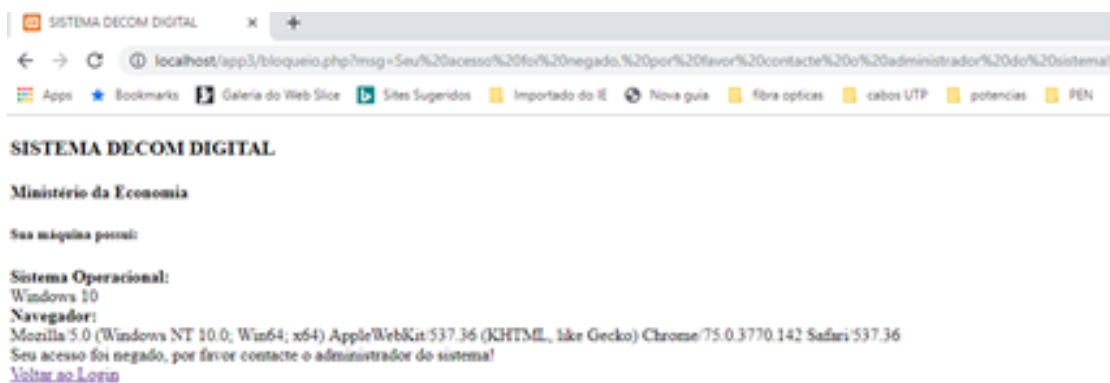 SISTEMA DECOM DIGITAL
localhost/app3/bloqueio.php?msg=Seu%20acesso%20foi%20negado,%20por%20favor%20contacte%20o%20administrador%20do%20sistema!
Apps Bookmarks Galeria do Web Slice Sites Sugeridos Importado do IE Nova guia fibra opticas cabos UTP potencias PEN
SISTEMA DECOM DIGITAL
Ministério da Economia
Sua máquina possui:
Sistema Operacional:
Windows 10
Navegador:
Mozilla/5.0 (Windows NT 10.0; Win64; x64) AppleWebKit/537.36 (KHTML, like Gecko) Chrome/75.0.3770.142 Safari/537.36
Seu acesso foi negado, por favor contacte o administrador do sistema!
Voltar ao Login